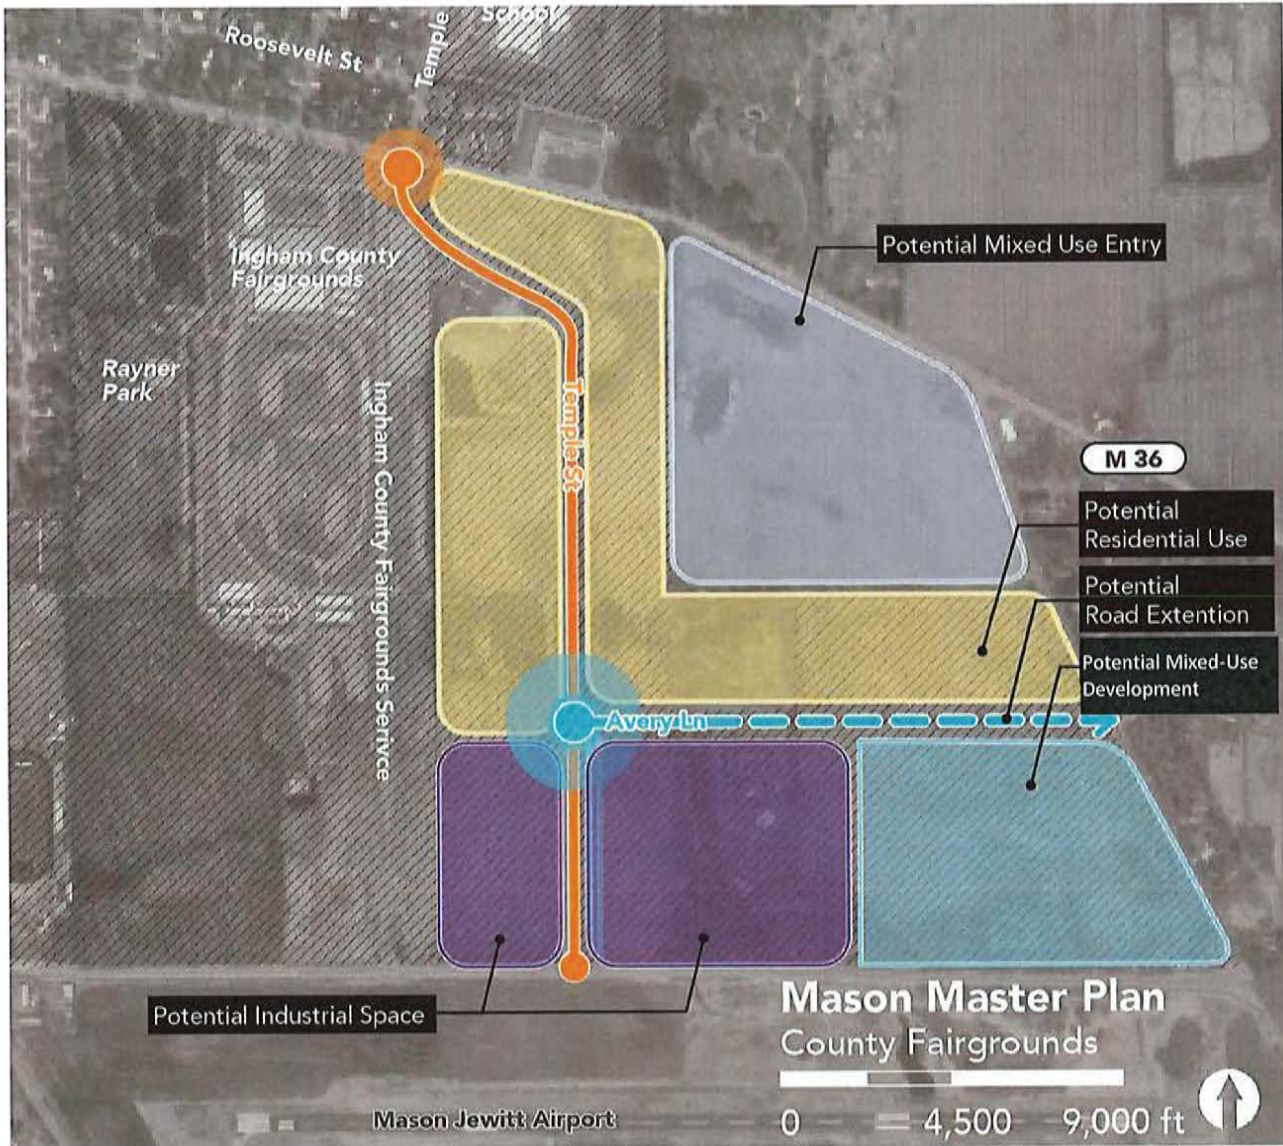 School
Roosevelt St
Temple
Potential Mixed Use Entry
Ingham County
Fairgrounds
Rayner
Park
Ingham County Fairgrounds Serivce
Temple St
M 36
Potential
Residential Use
Potential
Road Extention
Potential Mixed-Use
Development
Avery Ln
Potential Industrial Space
Mason Master Plan
County Fairgrounds
0 4,500 9,000 ft
Mason Jewitt Airport